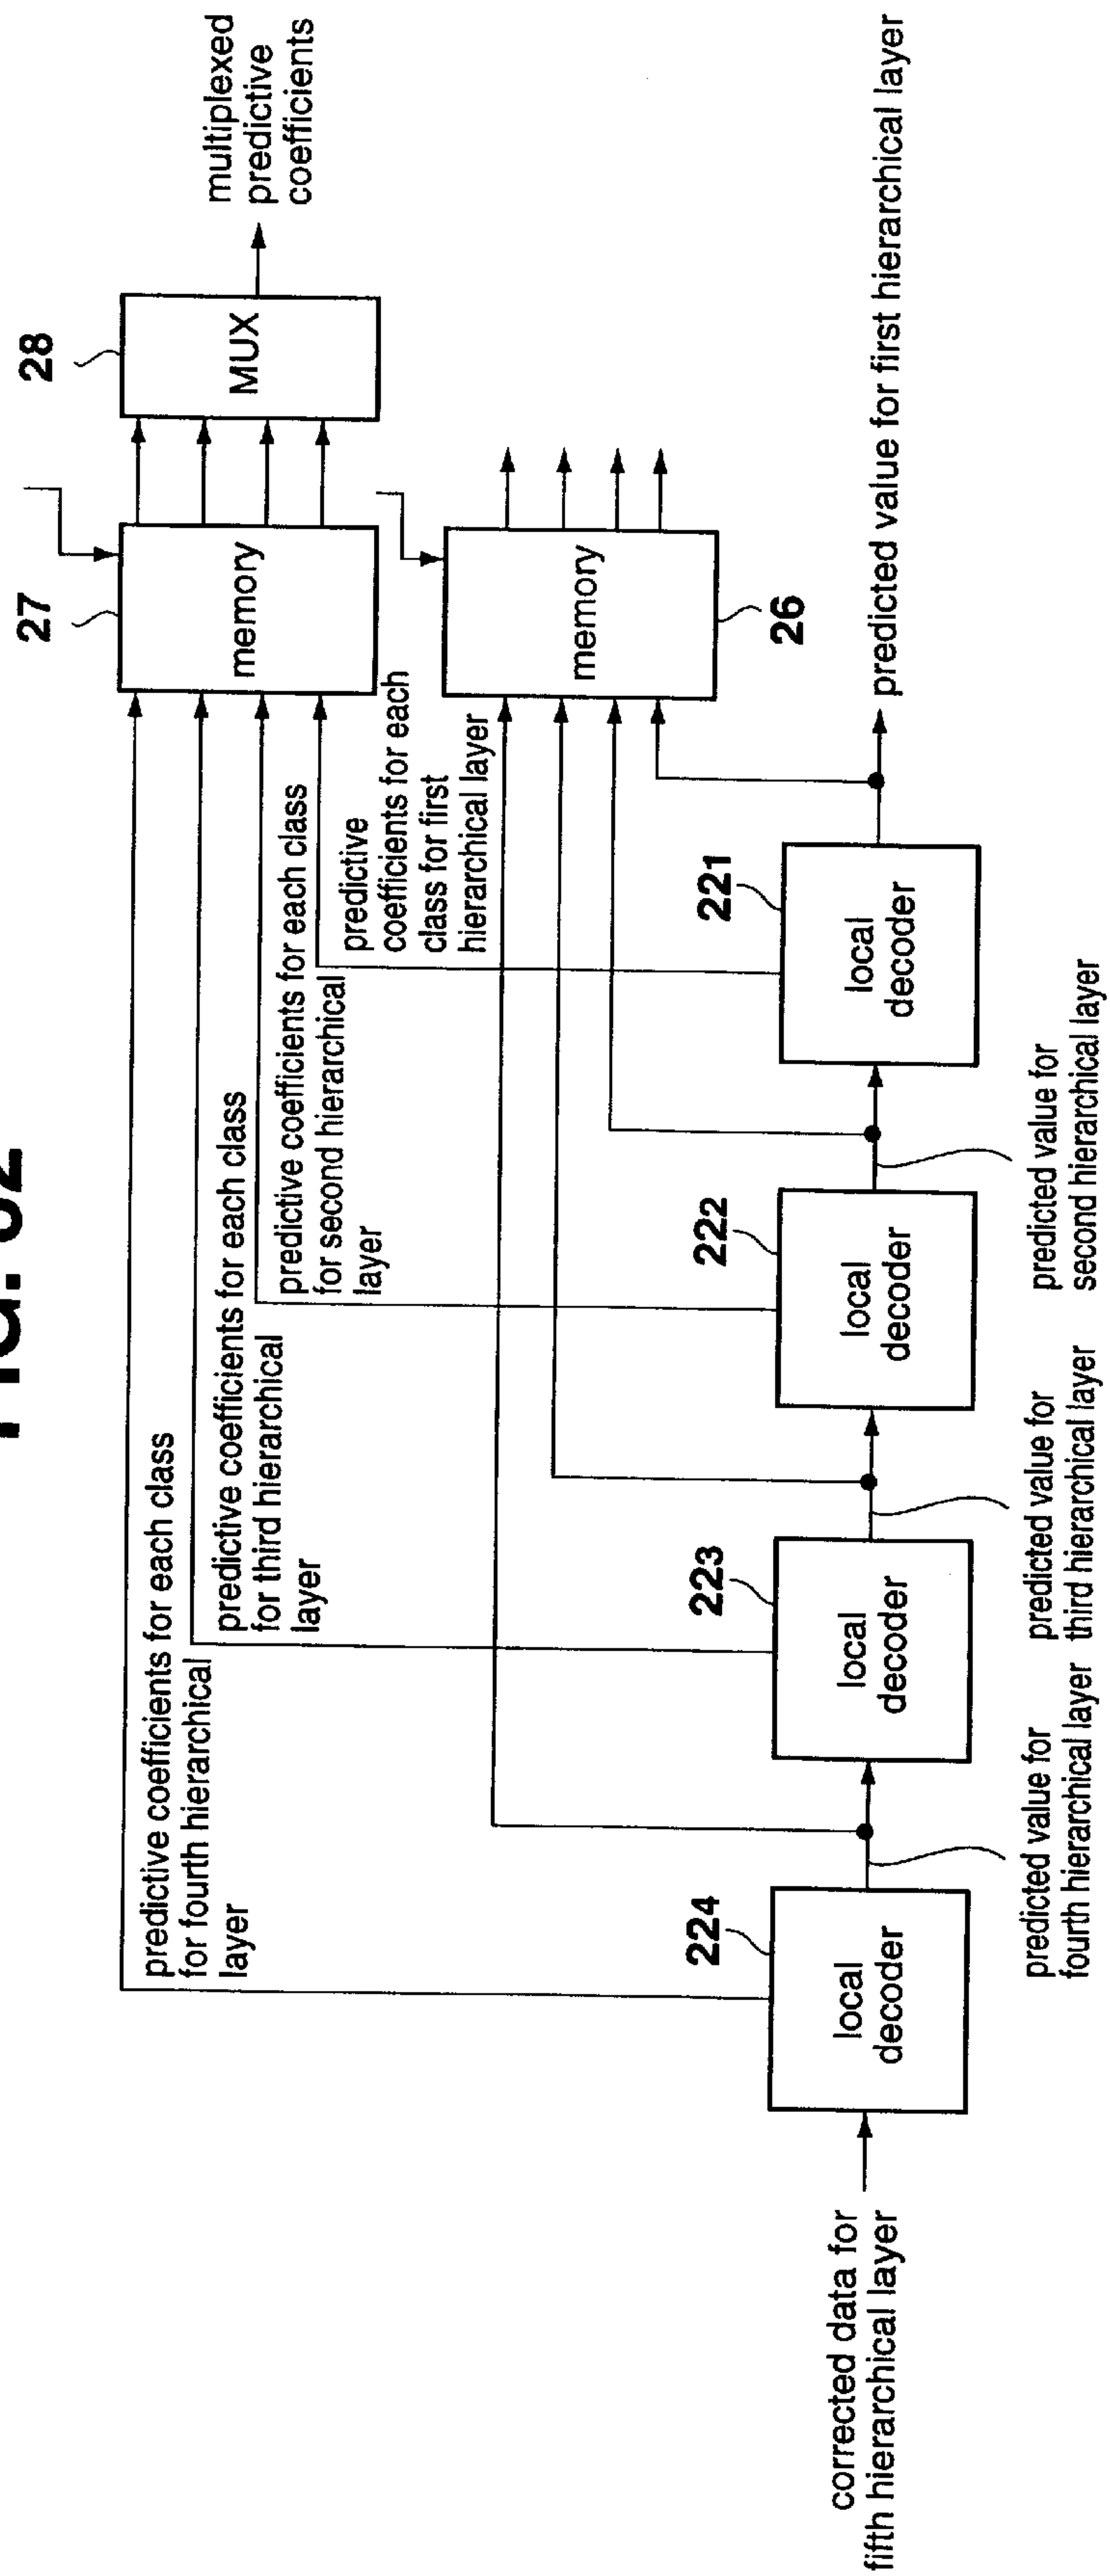 28
27
MUX
multiplexed
predictive
coefficients
memory
predictive coefficients for each class
for fourth hierarchical
layer
predictive coefficients for each class
for third hierarchical
layer
predictive coefficients for each class
for second hierarchical
layer
predictive
coefficients for each
class for first
hierarchical layer
memory
26
224
local
decoder
223
local
decoder
222
local
decoder
221
local
decoder
predicted value for first hierarchical layer
corrected data for
fifth hierarchical layer
predicted value for
fourth hierarchical layer
predicted value for
third hierarchical layer
predicted value for
second hierarchical layer